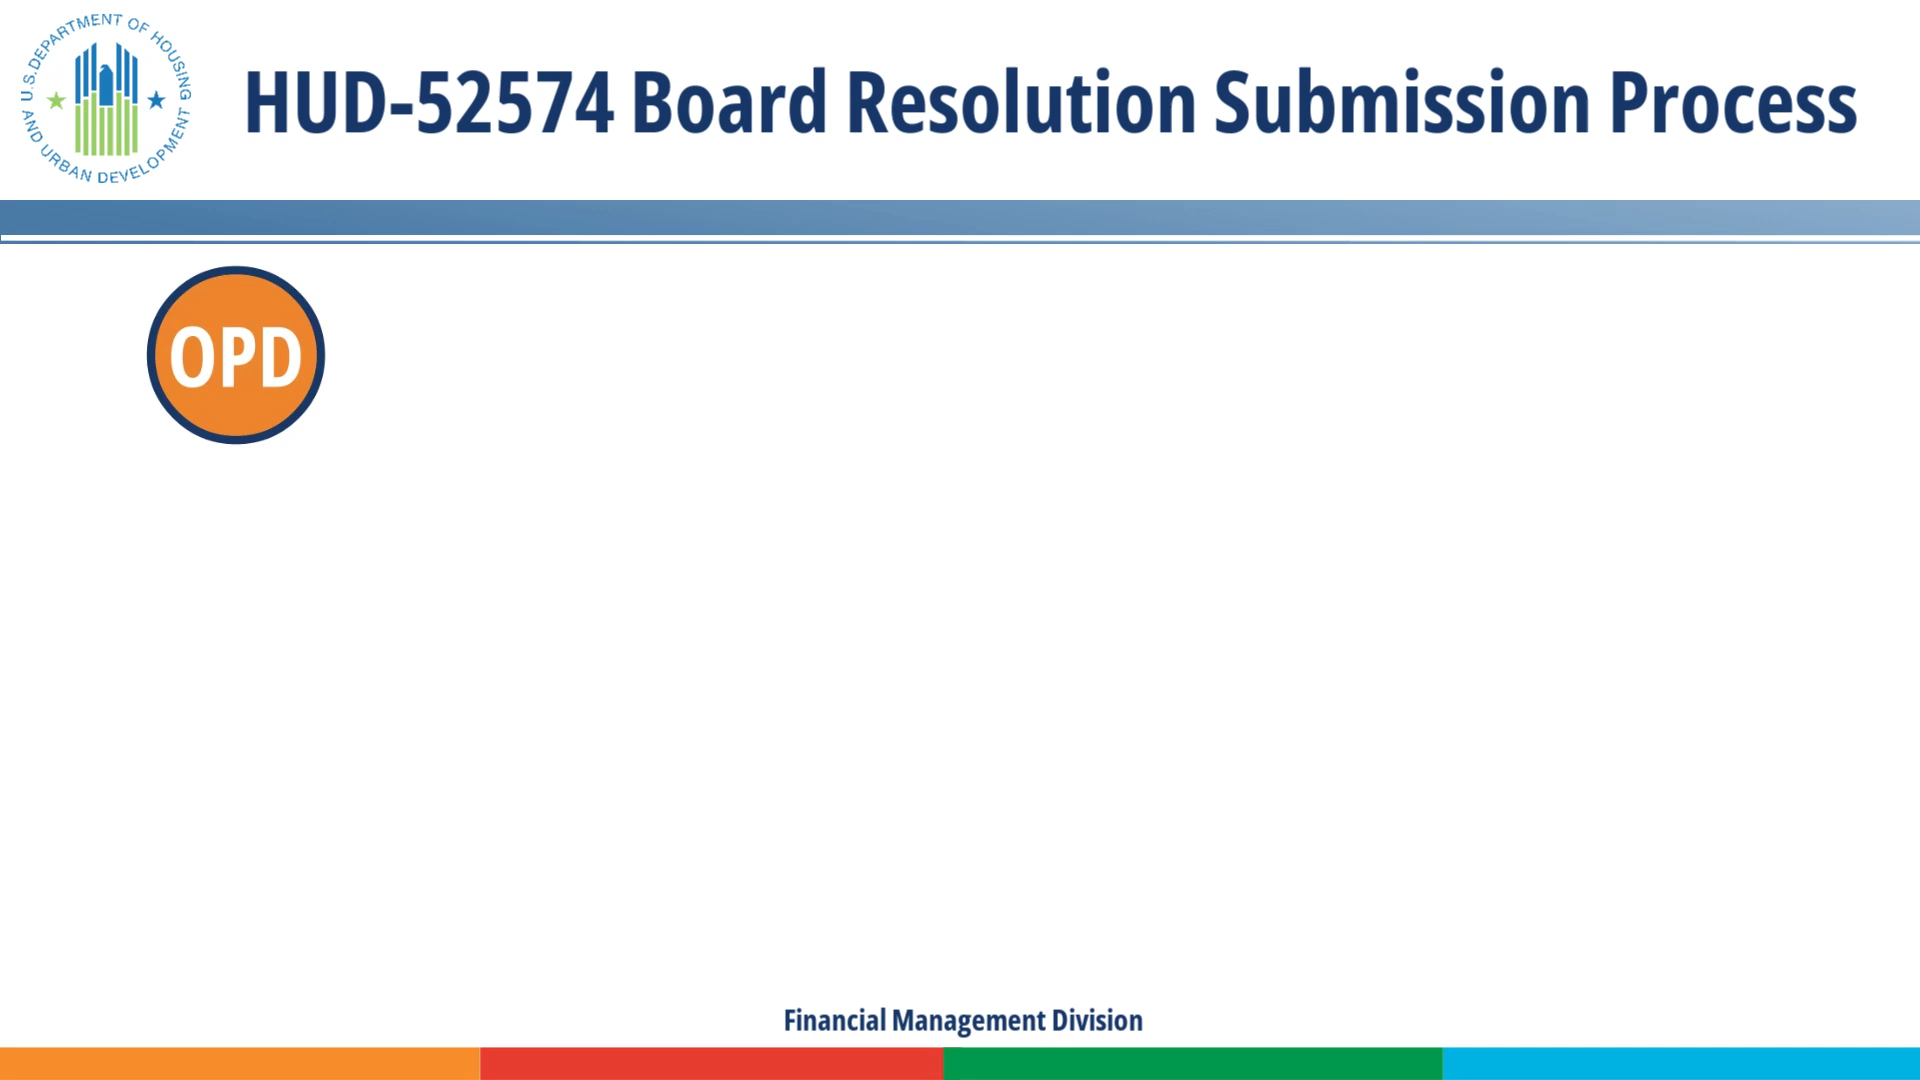 U.S. DEPARTMENT OF HOUSING
AND URBAN DEVELOPMENT
HUD-52574 Board Resolution Submission Process
OPD
Financial Management Division